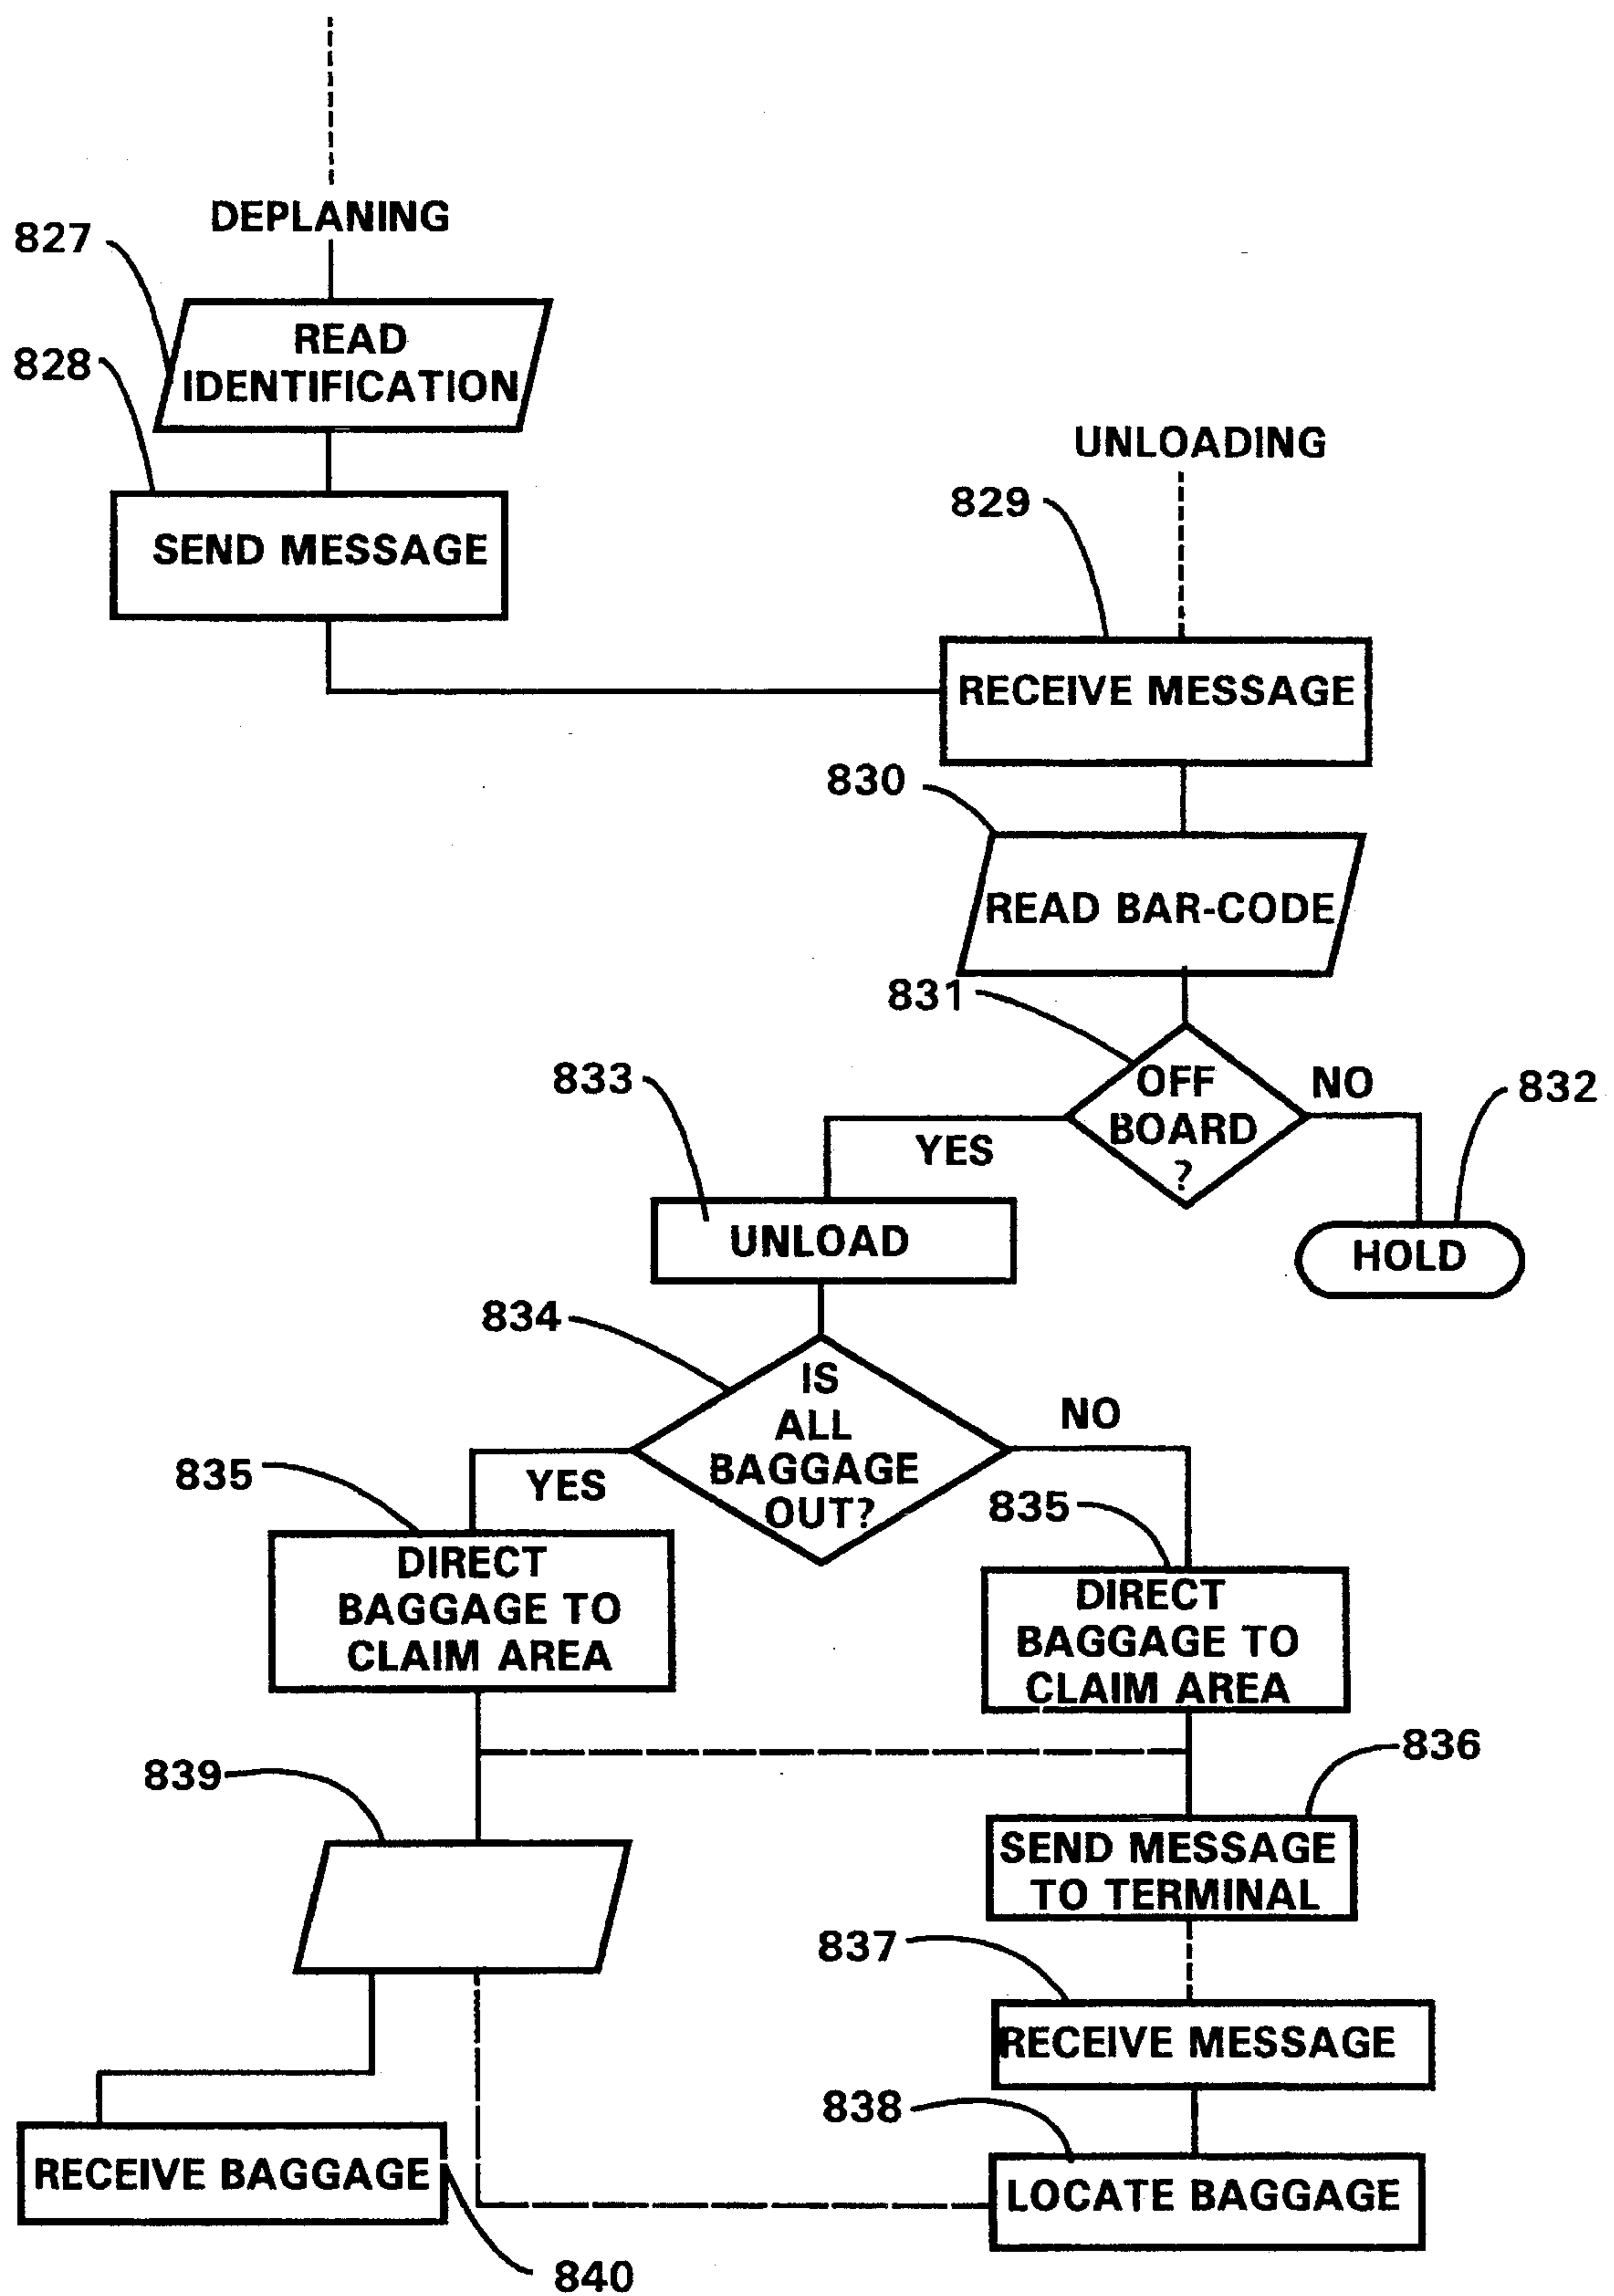 DEPLANING
827
READ
IDENTIFICATION
828
SEND MESSAGE
UNLOADING
829
RECEIVE MESSAGE
830
READ BAR-CODE
831
OFF
BOARD
?
NO
832
HOLD
YES
833
UNLOAD
834
IS
ALL
BAGGAGE
OUT?
YES
NO
835
DIRECT
BAGGAGE TO
CLAIM AREA
835
DIRECT
BAGGAGE TO
CLAIM AREA
836
SEND MESSAGE
TO TERMINAL
839
837
RECEIVE MESSAGE
838
LOCATE BAGGAGE
RECEIVE BAGGAGE
840